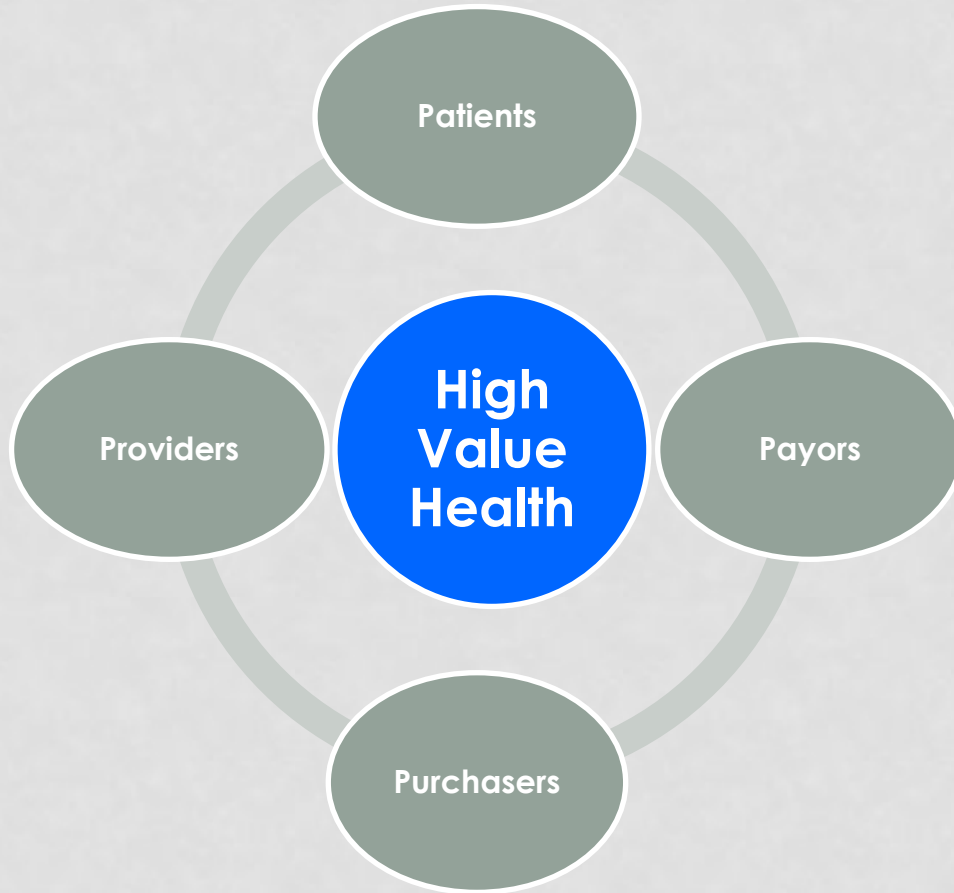 Patients
High
Value
Health
Providers
Payors
Purchasers